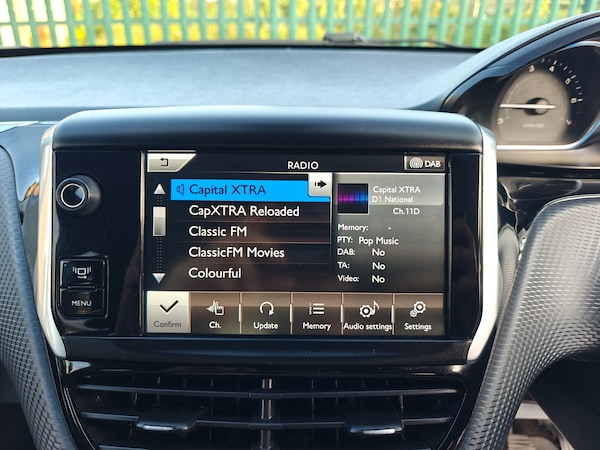 RADIO
DAB
Capital XTRA
CapXTRA Reloaded
Classic FM
ClassicFM Movies
Colourful
Capital XTRA
D1 National
Ch.11D
Memory: -
PTY: Pop Music
DAB: No
TA: No
Video: No
Confirm
Ch.
Update
Memory
Audio settings
Settings
MENU